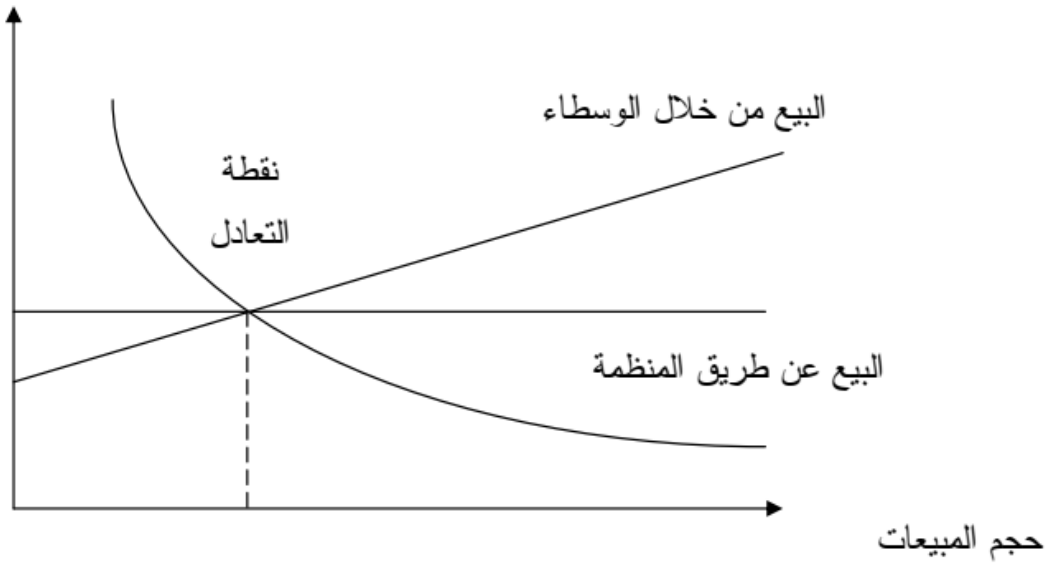 البيع من خلال الوسطاء
نقطة
التعادل
البيع عن طريق المنظمة
حجم المبيعات